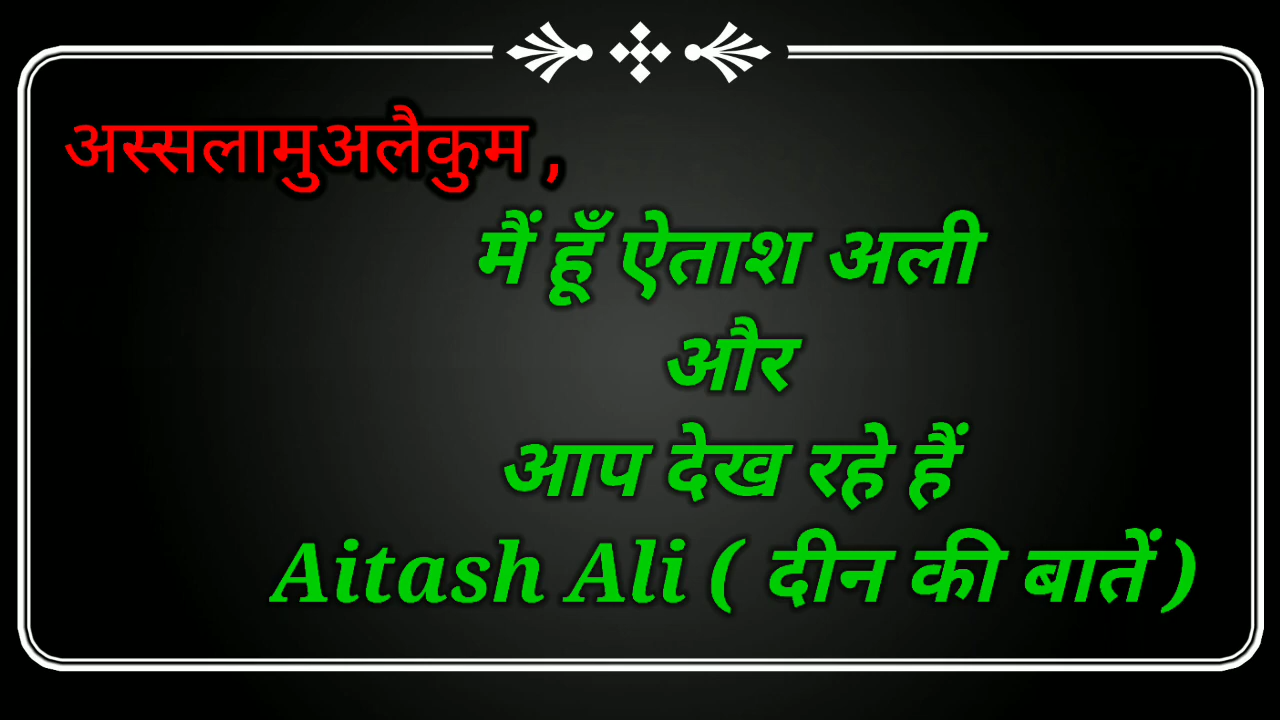 अस्सलामुअलैकुम ,
मैं हूँ ऐताश अली
और
आप देख रहे हैं
Aitash Ali ( दीन की बातें )